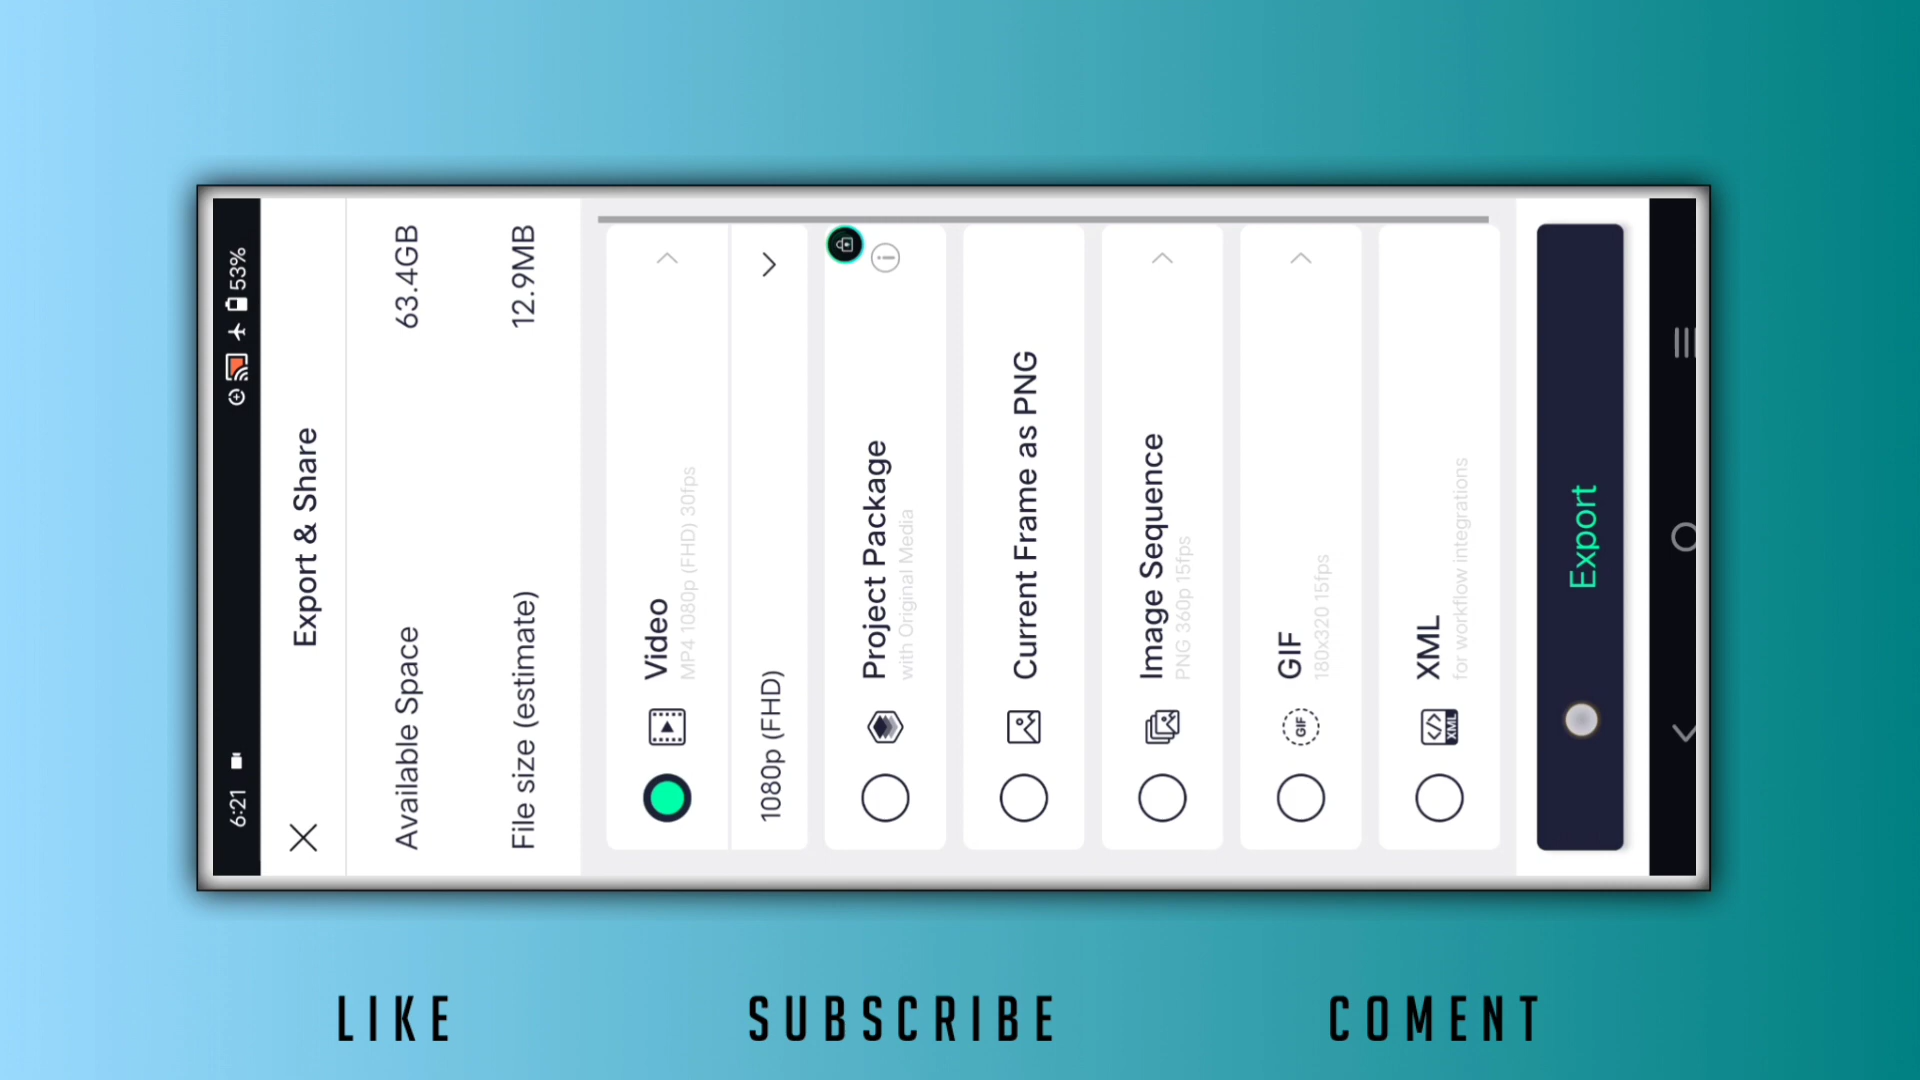 6:21
53%
Export & Share
Available Space
63.4GB
File size (estimate)
12.9MB
Video
MP4 1080p (FHD) 30fps
1080p (FHD)
Project Package
with Original Media
Current Frame as PNG
Image Sequence
PNG 360p 15fps
GIF
GIF
180x320 15fps
XML
XML
for workflow integrations
Export
LIKE
SUBSCRIBE
COMENT